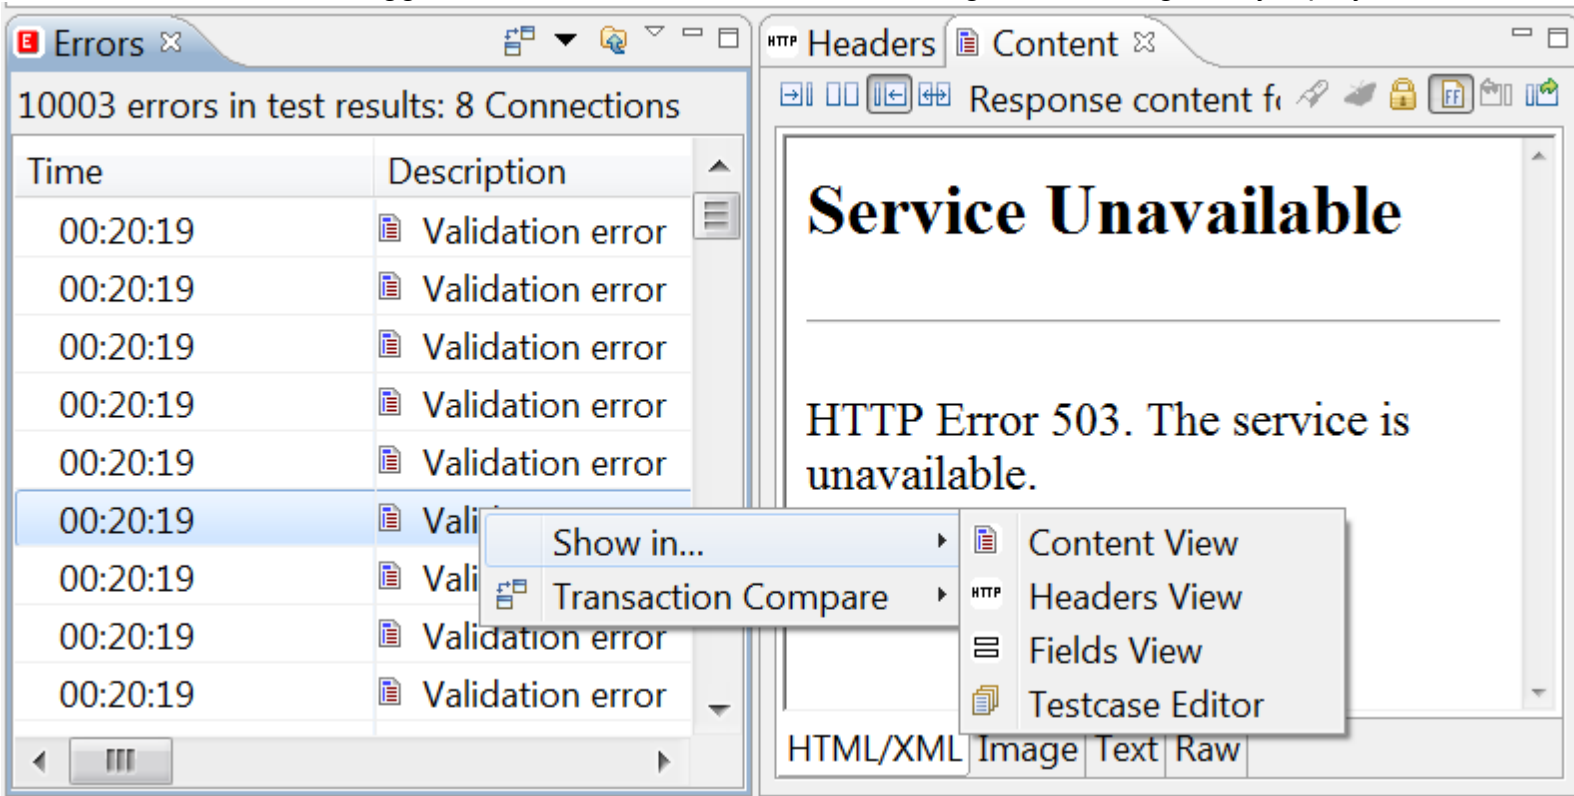 Errors
10003 errors in test results: 8 Connections
Time Description
00:20:19 Validation error
00:20:19 Validation error
00:20:19 Validation error
00:20:19 Validation error
00:20:19 Validation error
00:20:19 Vali
00:20:19 Vali
00:20:19 Validation error
00:20:19 Validation error
Show in...
Transaction Compare
Content View
Headers View
Fields View
Testcase Editor
HTTP Headers Content
Response content f
FF
Service Unavailable
HTTP Error 503. The service is
unavailable.
HTML/XML Image Text Raw